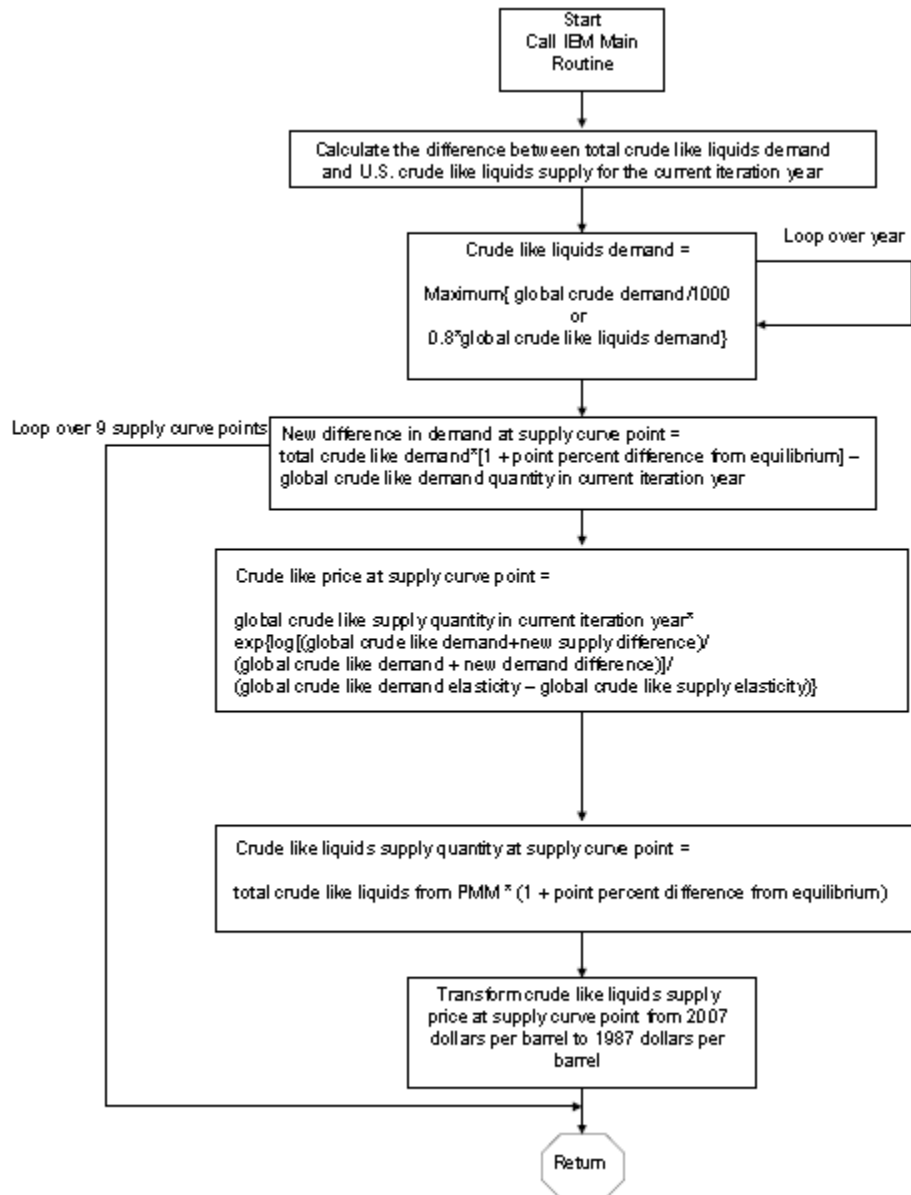 Start
Call IEM Main
Routine
Calculate the difference between total crude like liquids demand
and U.S. crude like liquids supply for the current iteration year
Loop over year
Crude like liquids demand =
Maximum{ global crude demand/1000
or
0.8*global crude like liquids demand}
Loop over 9 supply curve points
New difference in demand at supply curve point =
total crude like demand*[1 + point percent difference from equilibrium] –
global crude like demand quantity in current iteration year
Crude like price at supply curve point =
global crude like supply quantity in current iteration year*
exp{log[(global crude like demand+new supply difference)/
(global crude like demand + new demand difference)]/
(global crude like demand elasticity – global crude like supply elasticity)}
Crude like liquids supply quantity at supply curve point =
total crude like liquids from PMM * (1 + point percent difference from equilibrium)
Transform crude like liquids supply
price at supply curve point from 2007
dollars per barrel to 1987 dollars per
barrel
Return